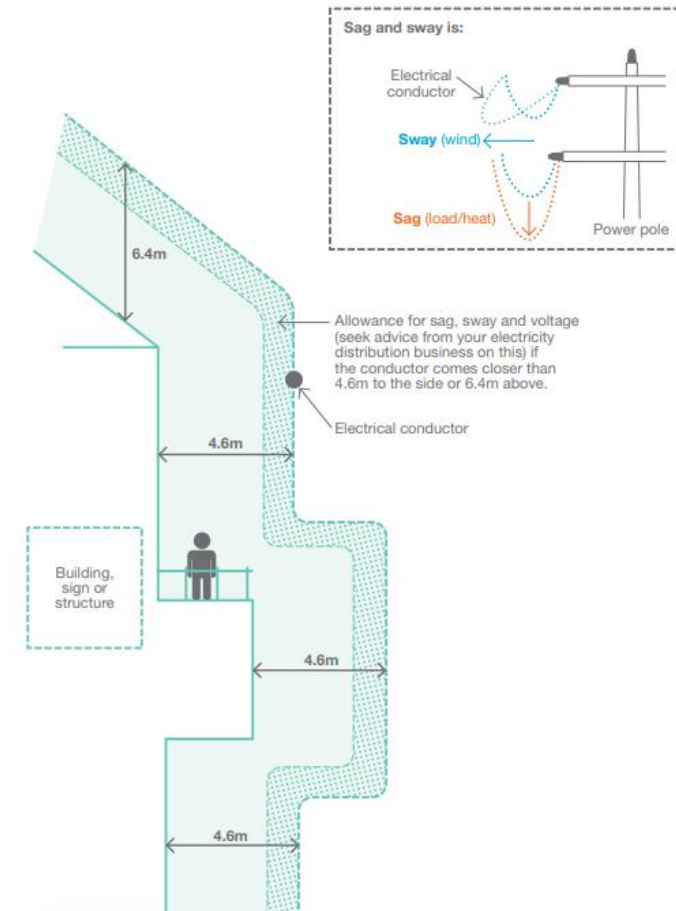 Sag and sway is:
Electrical
conductor
Sway (wind)
Sag (load/heat)
Power pole
6.4m
Allowance for sag, sway and voltage
(seek advice from your electricity
distribution business on this) if
the conductor comes closer than
4.6m to the side or 6.4m above.
Electrical conductor
4.6m
Building,
sign or
structure
4.6m
4.6m